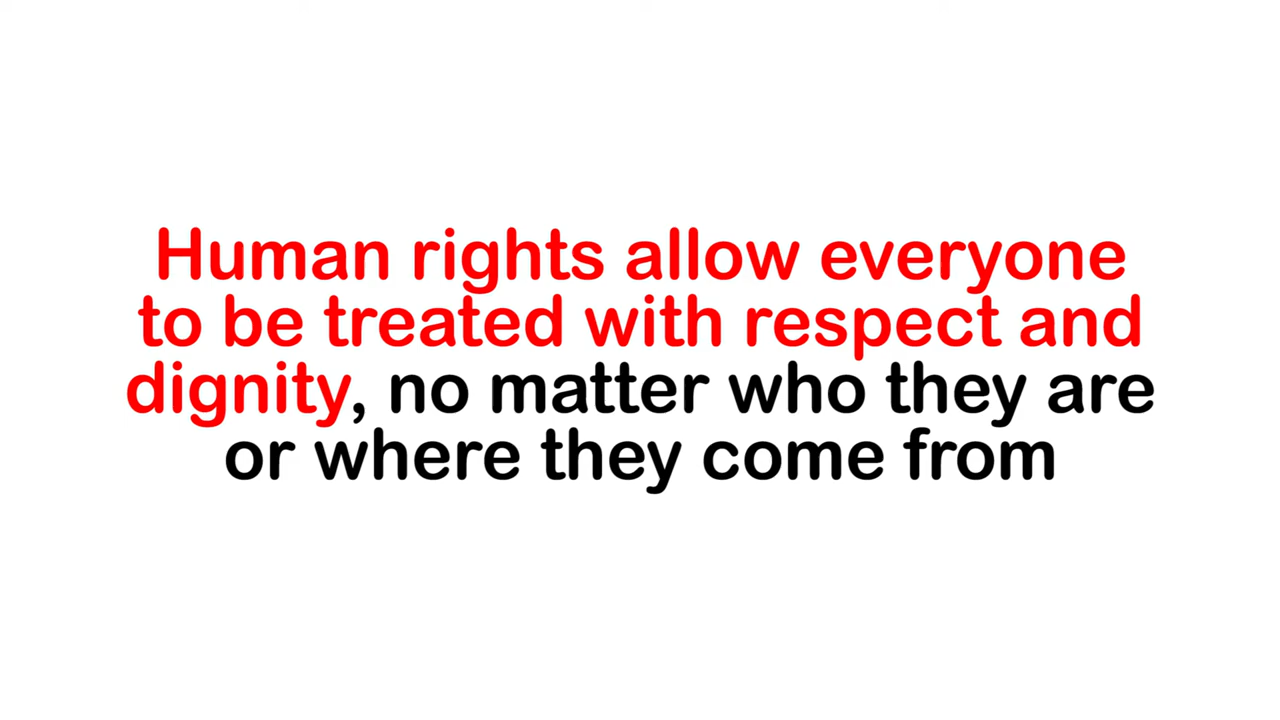 Human rights allow everyone
to be treated with respect and
dignity, no matter who they are
or where they come from